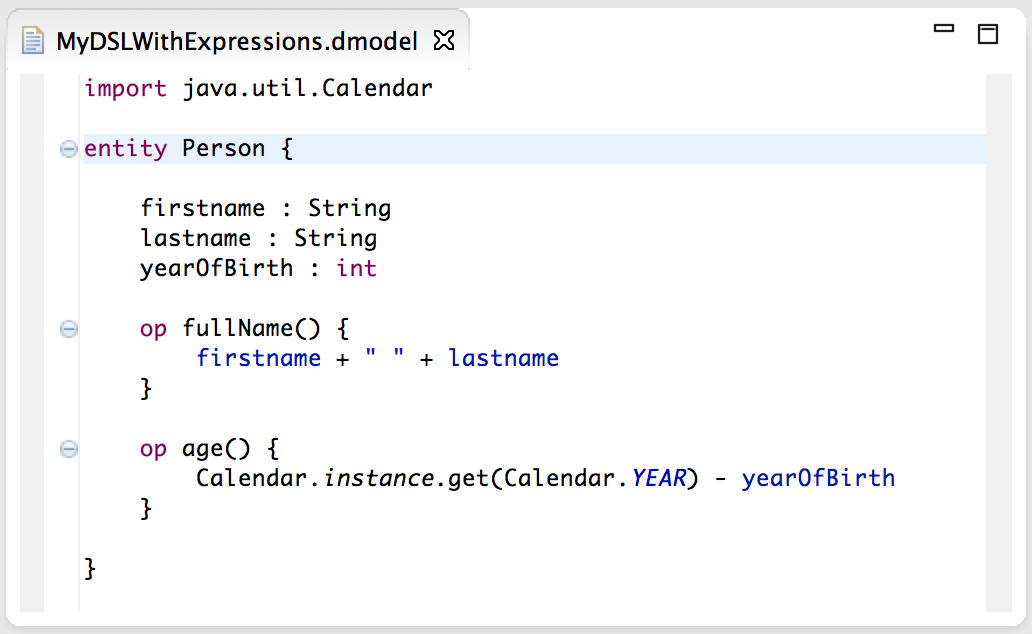 MyDSLWithExpressions.dmodel
import java.util.Calendar
entity Person {
firstname : String
lastname : String
yearOfBirth : int
op fullName() {
firstname + " " + lastname
}
op age() {
Calendar.instance.get(Calendar.YEAR) - yearOfBirth
}
}